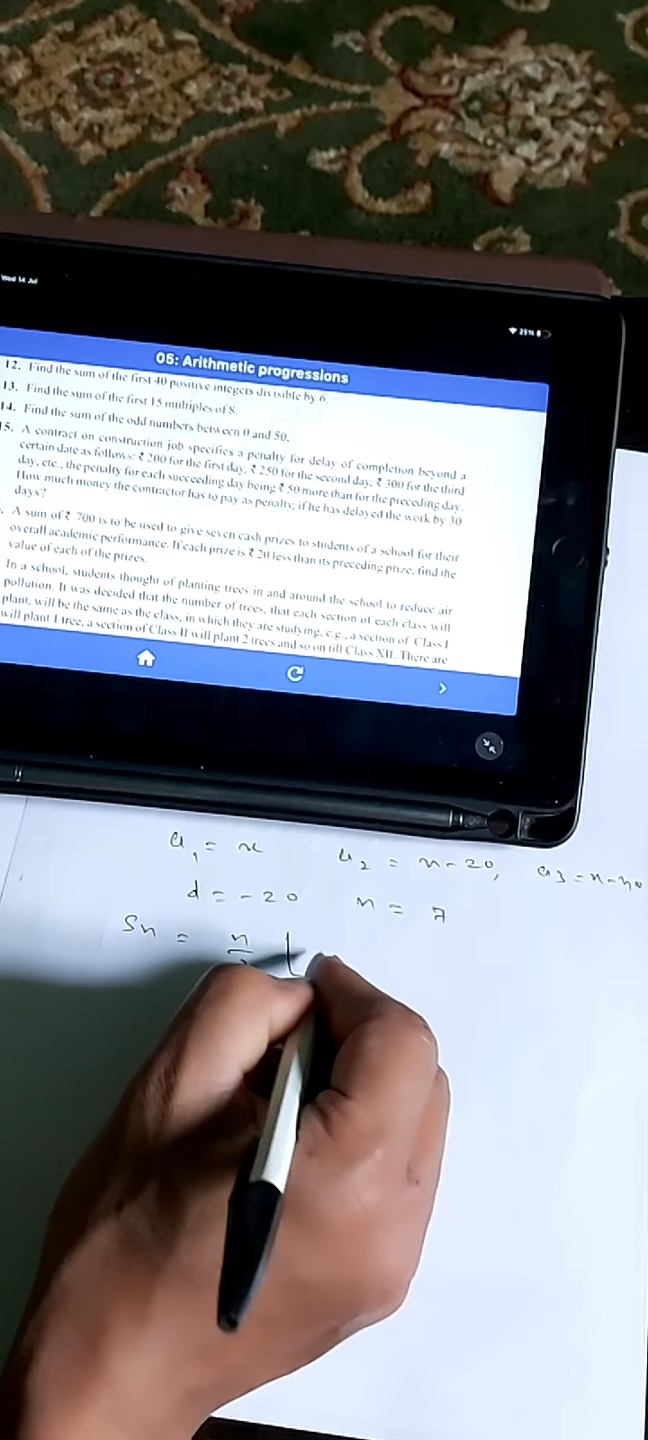 Wed 14 Jul
25%
05: Arithmetic progressions
12. Find the sum of the first 40 positive integers divisible by 6.
13. Find the sum of the first 15 multiples of 8.
14. Find the sum of the odd numbers between 0 and 50.
15. A contract on construction job specifies a penalty for delay of completion beyond a
certain date as follows: ₹ 200 for the first day, ₹ 250 for the second day, ₹ 300 for the third
day, etc., the penalty for each succeeding day being ₹ 50 more than for the preceding day.
How much money the contractor has to pay as penalty, if he has delayed the work by 30
days?
A sum of ₹ 700 is to be used to give seven cash prizes to students of a school for their
overall academic performance. If each prize is ₹ 20 less than its preceding prize, find the
value of each of the prizes.
In a school, students thought of planting trees in and around the school to reduce air
pollution. It was decided that the number of trees, that each section of each class will
plant, will be the same as the class, in which they are studying, e.g., a section of Class I
will plant 1 tree, a section of Class II will plant 2 trees and so on till Class XII. There are
a₁ = x a₂ = x-20, a₃ = x-40
d = -20 n = 7
Sn = n